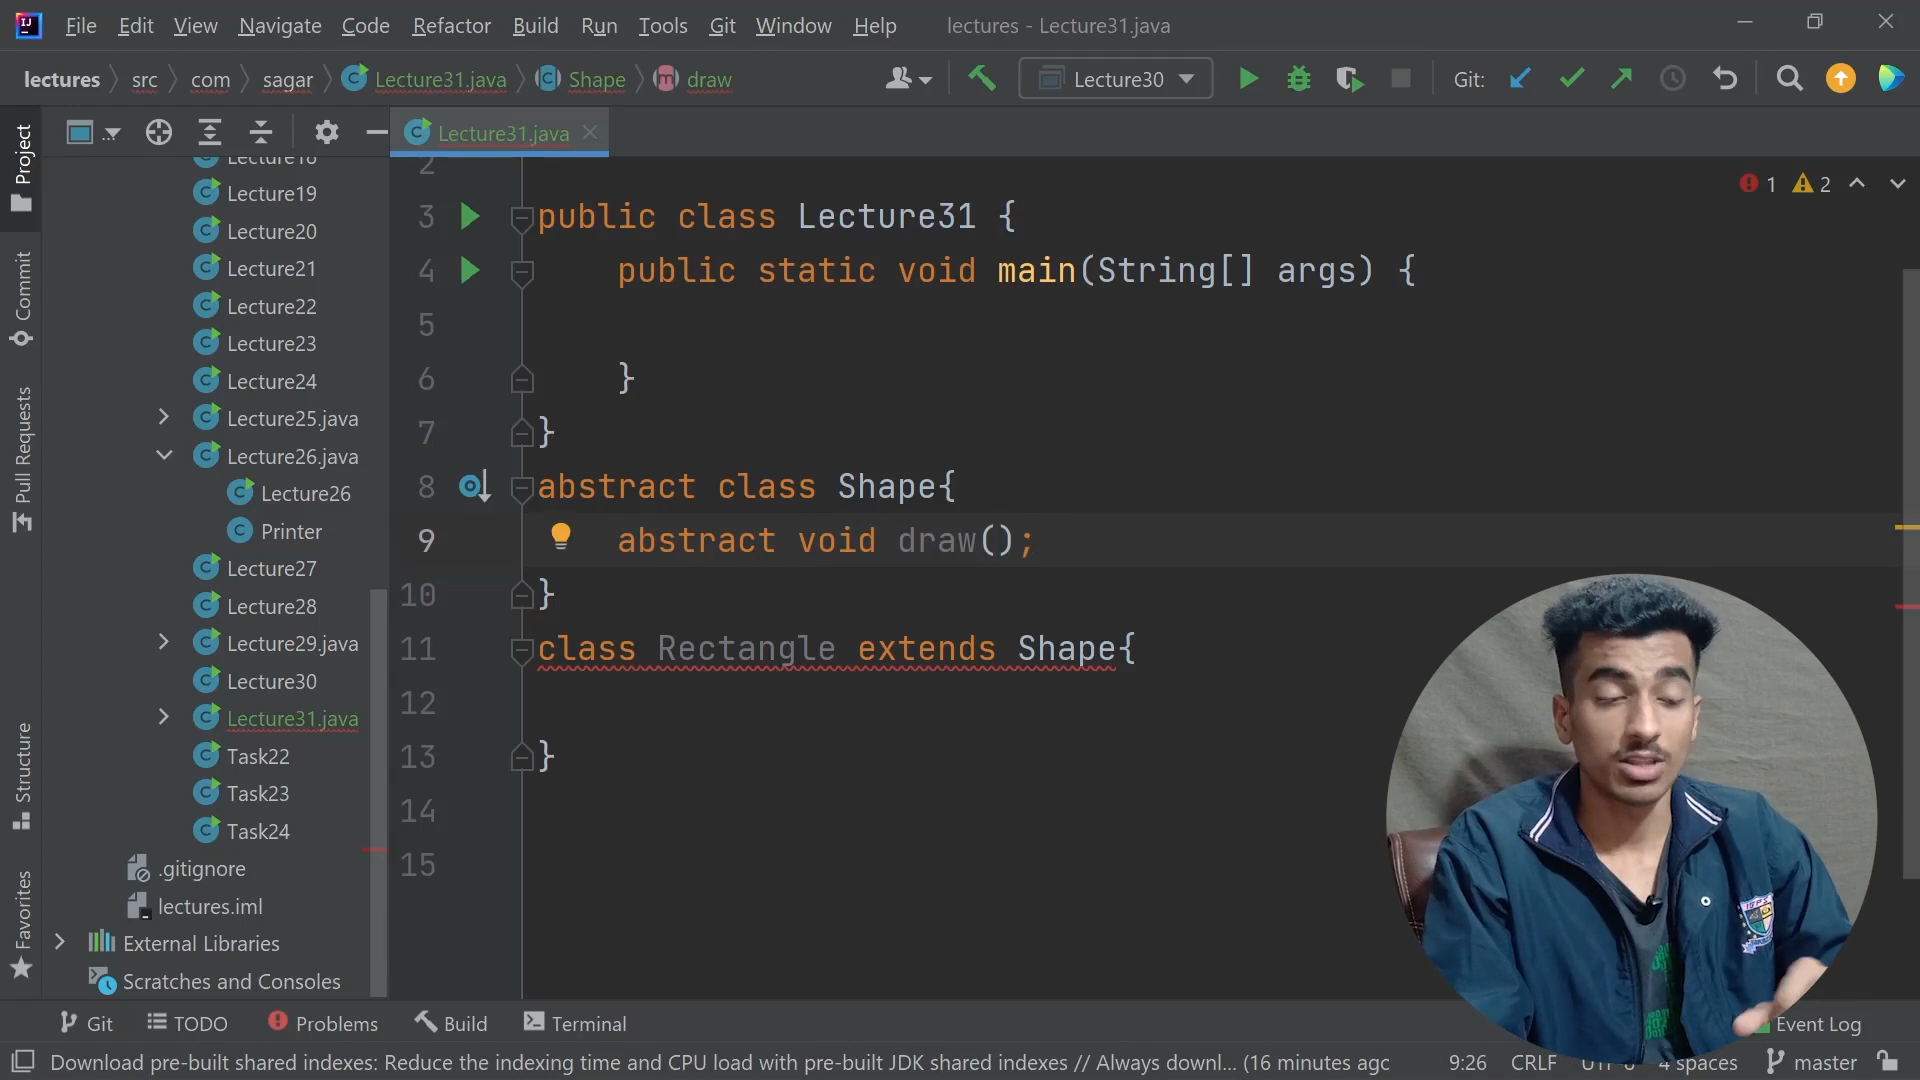 File Edit View Navigate Code Refactor Build Run Tools Git Window Help lectures - Lecture31.java
lectures src com sagar Lecture31.java Shape draw Lecture30 Git:
Project
Commit
Pull Requests
Structure
Favorites
Lecture18
Lecture19
Lecture20
Lecture21
Lecture22
Lecture23
Lecture24
Lecture25.java
Lecture26.java
Lecture26
Printer
Lecture27
Lecture28
Lecture29.java
Lecture30
Lecture31.java
Task22
Task23
Task24
.gitignore
lectures.iml
External Libraries
Scratches and Consoles
Lecture31.java
1 2
2
3 public class Lecture31 {
4 public static void main(String[] args) {
5
6 }
7 }
8 abstract class Shape{
9 abstract void draw();
10 }
11 class Rectangle extends Shape{
12
13 }
14
15
Git TODO Problems Build Terminal Event Log
Download pre-built shared indexes: Reduce the indexing time and CPU load with pre-built JDK shared indexes // Always downl... (16 minutes agc 9:26 CRLF 4 spaces master